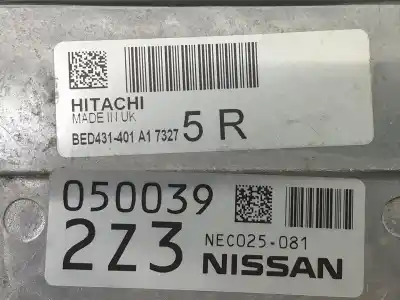 HITACHI
MADE IN UK
BED431-401 A1 7327 5 R
050039
2Z3 NEC025-081
NISSAN